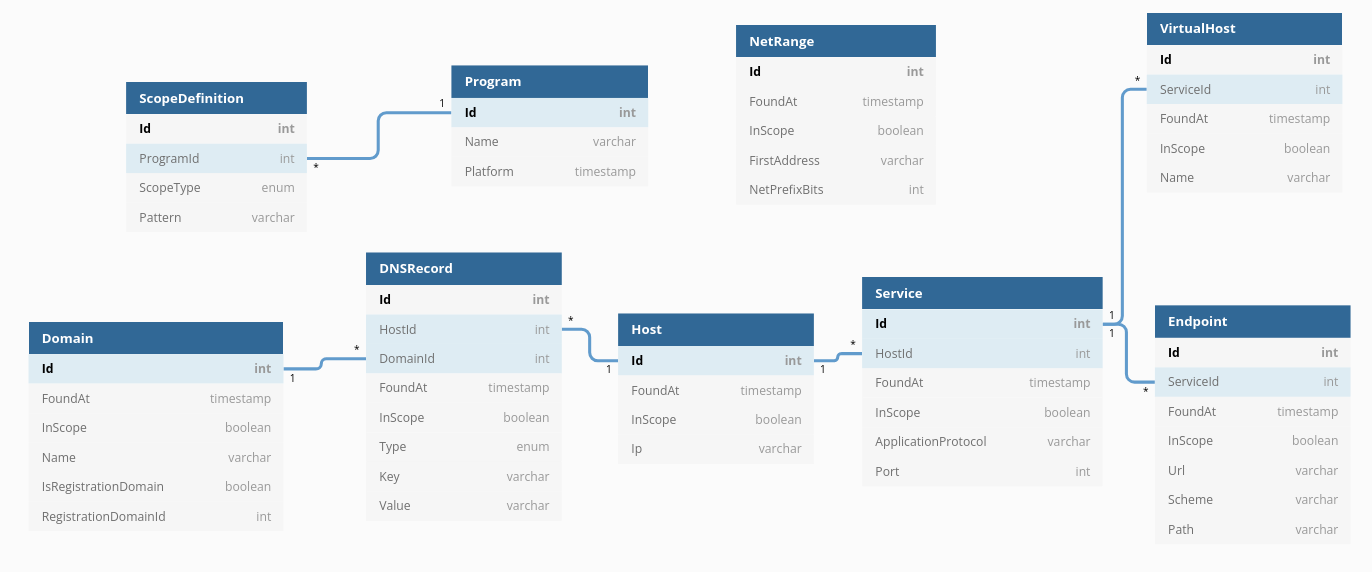 ScopeDefinition
Id int
ProgramId int
ScopeType enum
Pattern varchar
*
1
Program
Id int
Name varchar
Platform timestamp
NetRange
Id int
FoundAt timestamp
InScope boolean
FirstAddress varchar
NetPrefixBits int
VirtualHost
Id int
ServiceId int
FoundAt timestamp
InScope boolean
Name varchar
*
Domain
Id int
FoundAt timestamp
InScope boolean
Name varchar
IsRegistrationDomain boolean
RegistrationDomainId int
1
*
DNSRecord
Id int
HostId int
DomainId int
FoundAt timestamp
InScope boolean
Type enum
Key varchar
Value varchar
*
1
Host
Id int
FoundAt timestamp
InScope boolean
Ip varchar
1
*
Service
Id int
HostId int
FoundAt timestamp
InScope boolean
ApplicationProtocol varchar
Port int
1
1
*
Endpoint
Id int
ServiceId int
FoundAt timestamp
InScope boolean
Url varchar
Scheme varchar
Path varchar